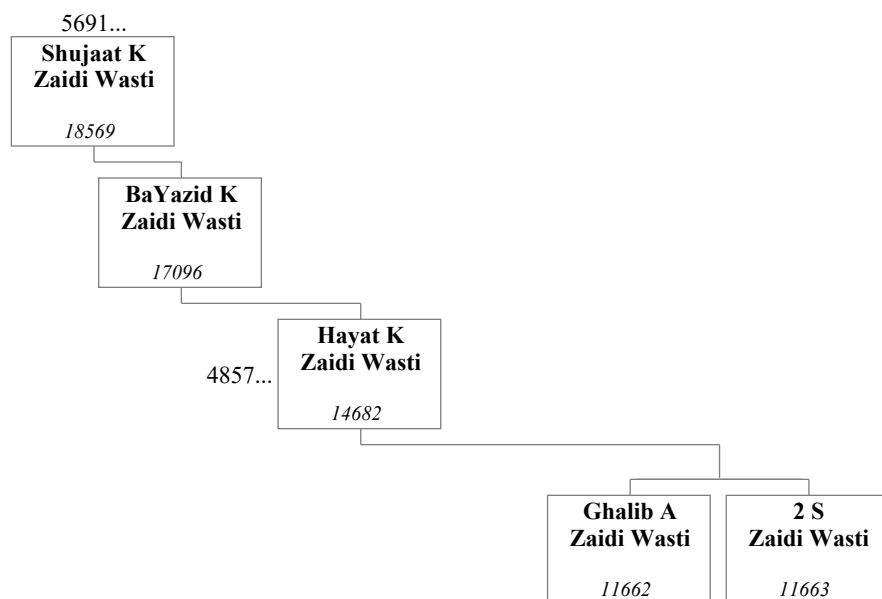 5691...
Shujaat K
Zaidi Wasti
18569
BaYazid K
Zaidi Wasti
17096
Hayat K
Zaidi Wasti
4857...
14682
Ghalib A
Zaidi Wasti
11662
2 S
Zaidi Wasti
11663